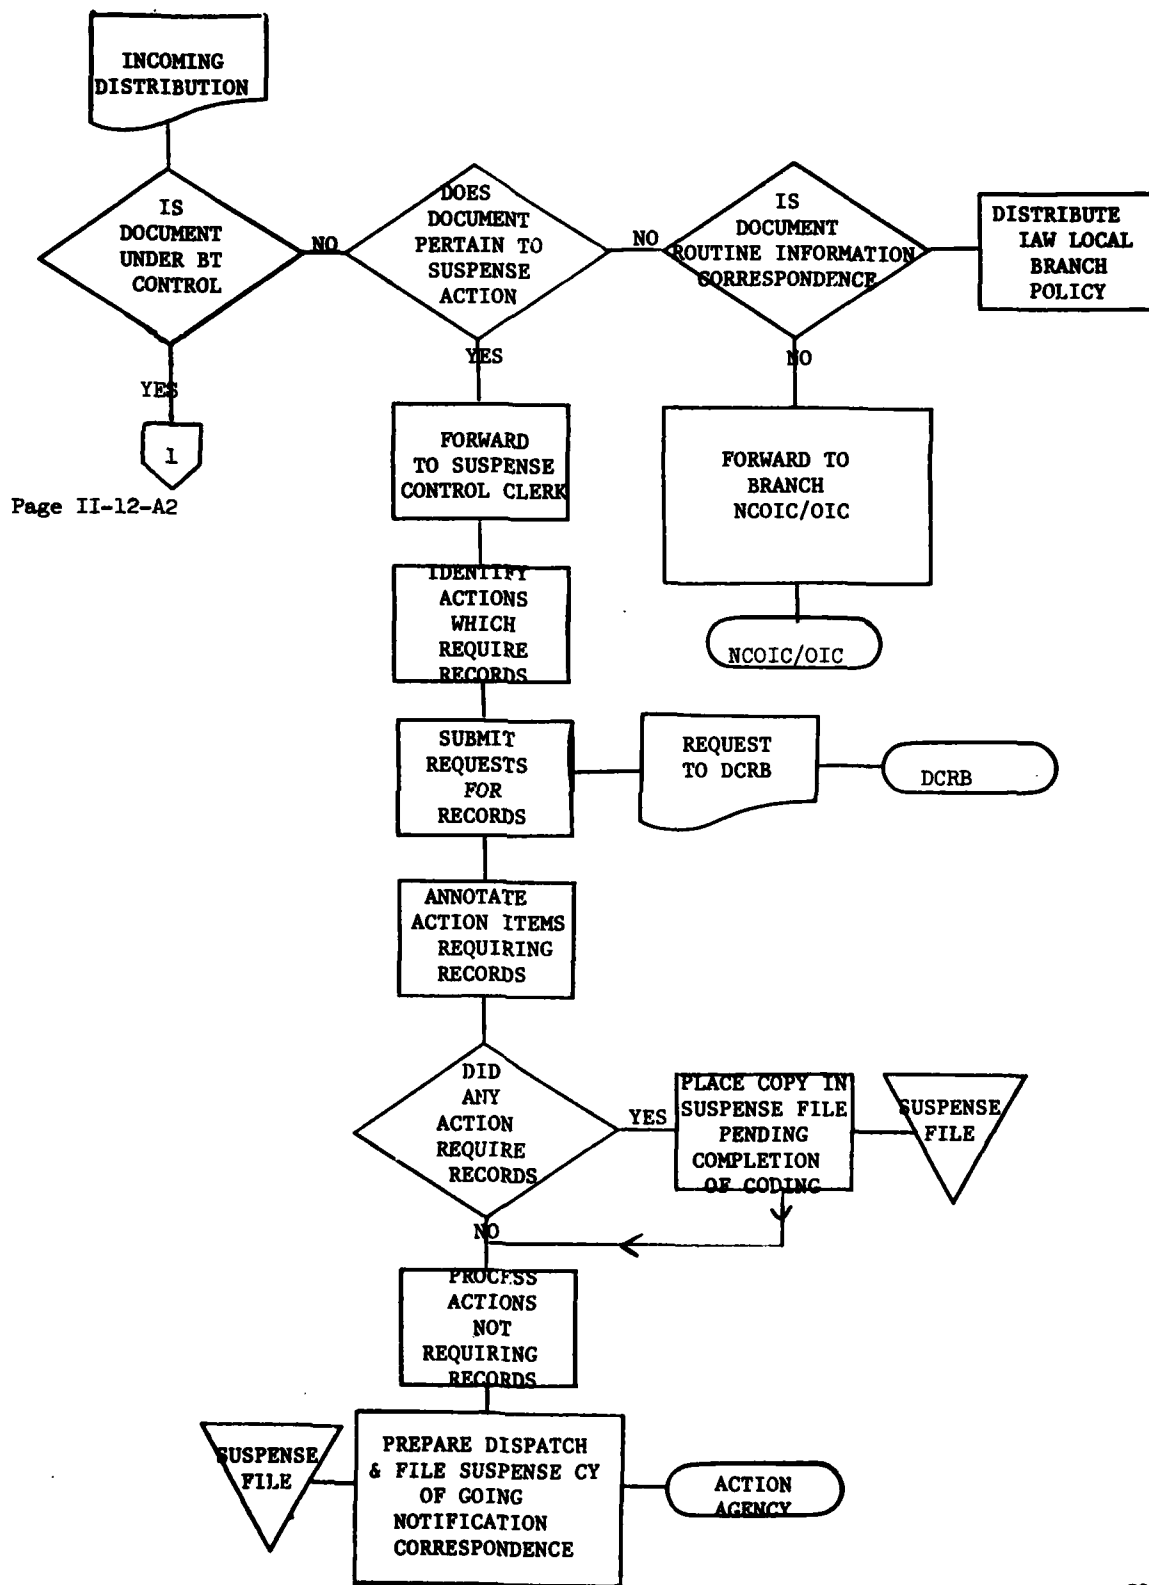 INCOMING
DISTRIBUTION
IS
DOCUMENT
UNDER BT
CONTROL
NO
YES
1
Page II-12-A2
DOES
DOCUMENT
PERTAIN TO
SUSPENSE
ACTION
NO
YES
IS
DOCUMENT
ROUTINE INFORMATION
CORRESPONDENCE
NO
DISTRIBUTE
IAW LOCAL
BRANCH
POLICY
FORWARD
TO SUSPENSE
CONTROL CLERK
FORWARD TO
BRANCH
NCOIC/OIC
NCOIC/OIC
IDENTIFY
ACTIONS
WHICH
REQUIRE
RECORDS
SUBMIT
REQUESTS
FOR
RECORDS
REQUEST
TO DCRB
DCRB
ANNOTATE
ACTION ITEMS
REQUIRING
RECORDS
DID
ANY
ACTION
REQUIRE
RECORDS
YES
NO
PLACE COPY IN
SUSPENSE FILE
PENDING
COMPLETION
OF CODING
SUSPENSE
FILE
PROCESS
ACTIONS
NOT
REQUIRING
RECORDS
SUSPENSE
FILE
PREPARE DISPATCH
& FILE SUSPENSE CY
OF GOING
NOTIFICATION
CORRESPONDENCE
ACTION
AGENCY